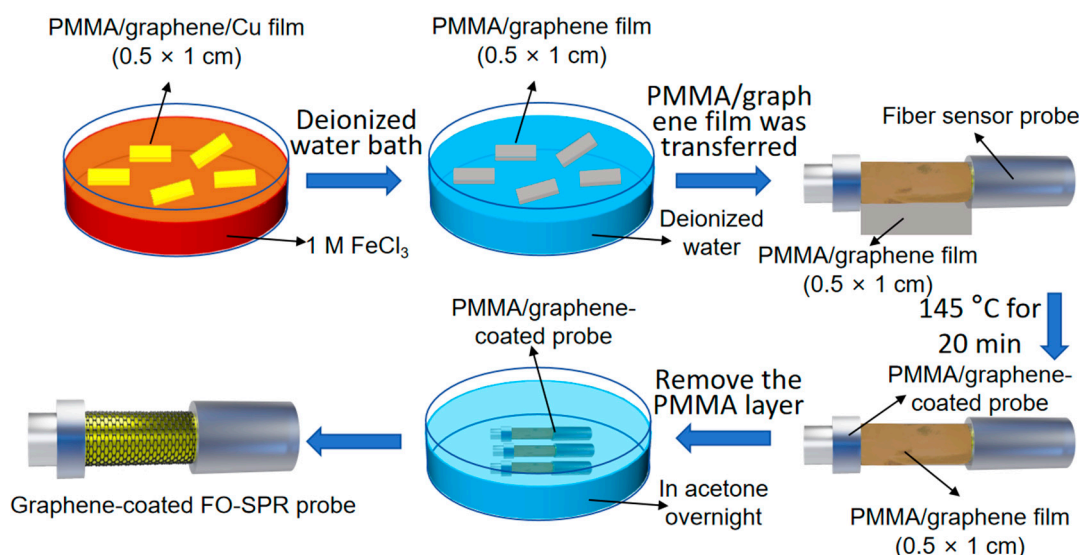 PMMA/graphene/Cu film
(0.5 × 1 cm)
1 M FeCl₃
Deionized
water bath
PMMA/graphene film
(0.5 × 1 cm)
Deionized
water
PMMA/graph
ene film was
transferred
Fiber sensor probe
PMMA/graphene film
(0.5 × 1 cm)
145 °C for
20 min
PMMA/graphene-
coated probe
PMMA/graphene film
(0.5 × 1 cm)
Remove the
PMMA layer
PMMA/graphene-
coated probe
In acetone
overnight
Graphene-coated FO-SPR probe